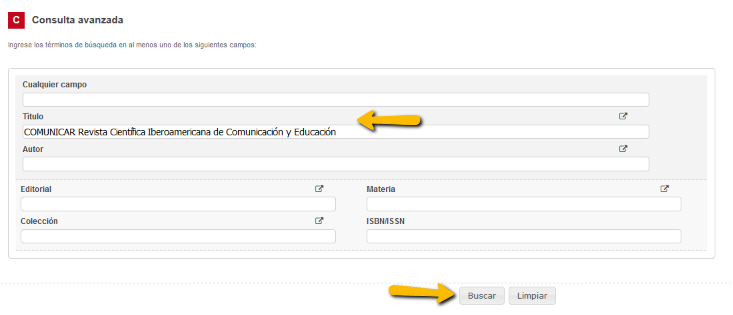 C Consulta avanzada
Ingrese los términos de búsqueda en al menos uno de los siguientes campos:
Cualquier campo
Título
COMUNICAR Revista Científica Iberoamericana de Comunicación y Educación
Autor
Editorial Materia
Colección ISBN/ISSN
Buscar Limpiar